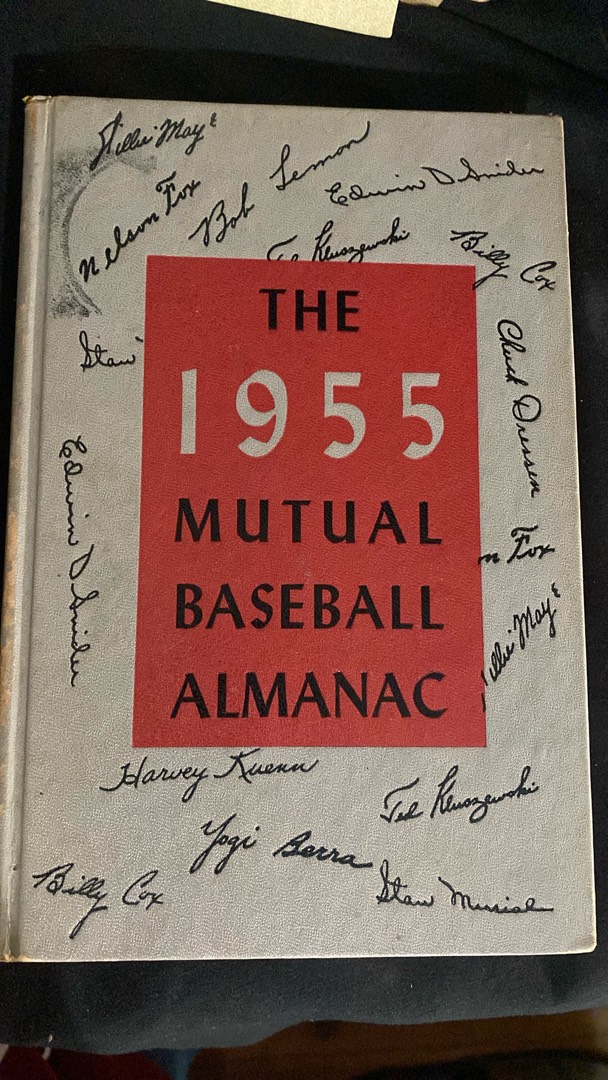 Willie Mays
Nelson Fox
Bob Lemon
Edwin D Snider
Ted Kluszewski
Billy Cox
Stan
THE
1955
MUTUAL
BASEBALL
ALMANAC
Chuck Dressen
Edwin D Snider
n Fox
Willie Mays
Harvey Kuenn
Ted Kluszewski
Yogi Berra
Billy Cox
Stan Musial